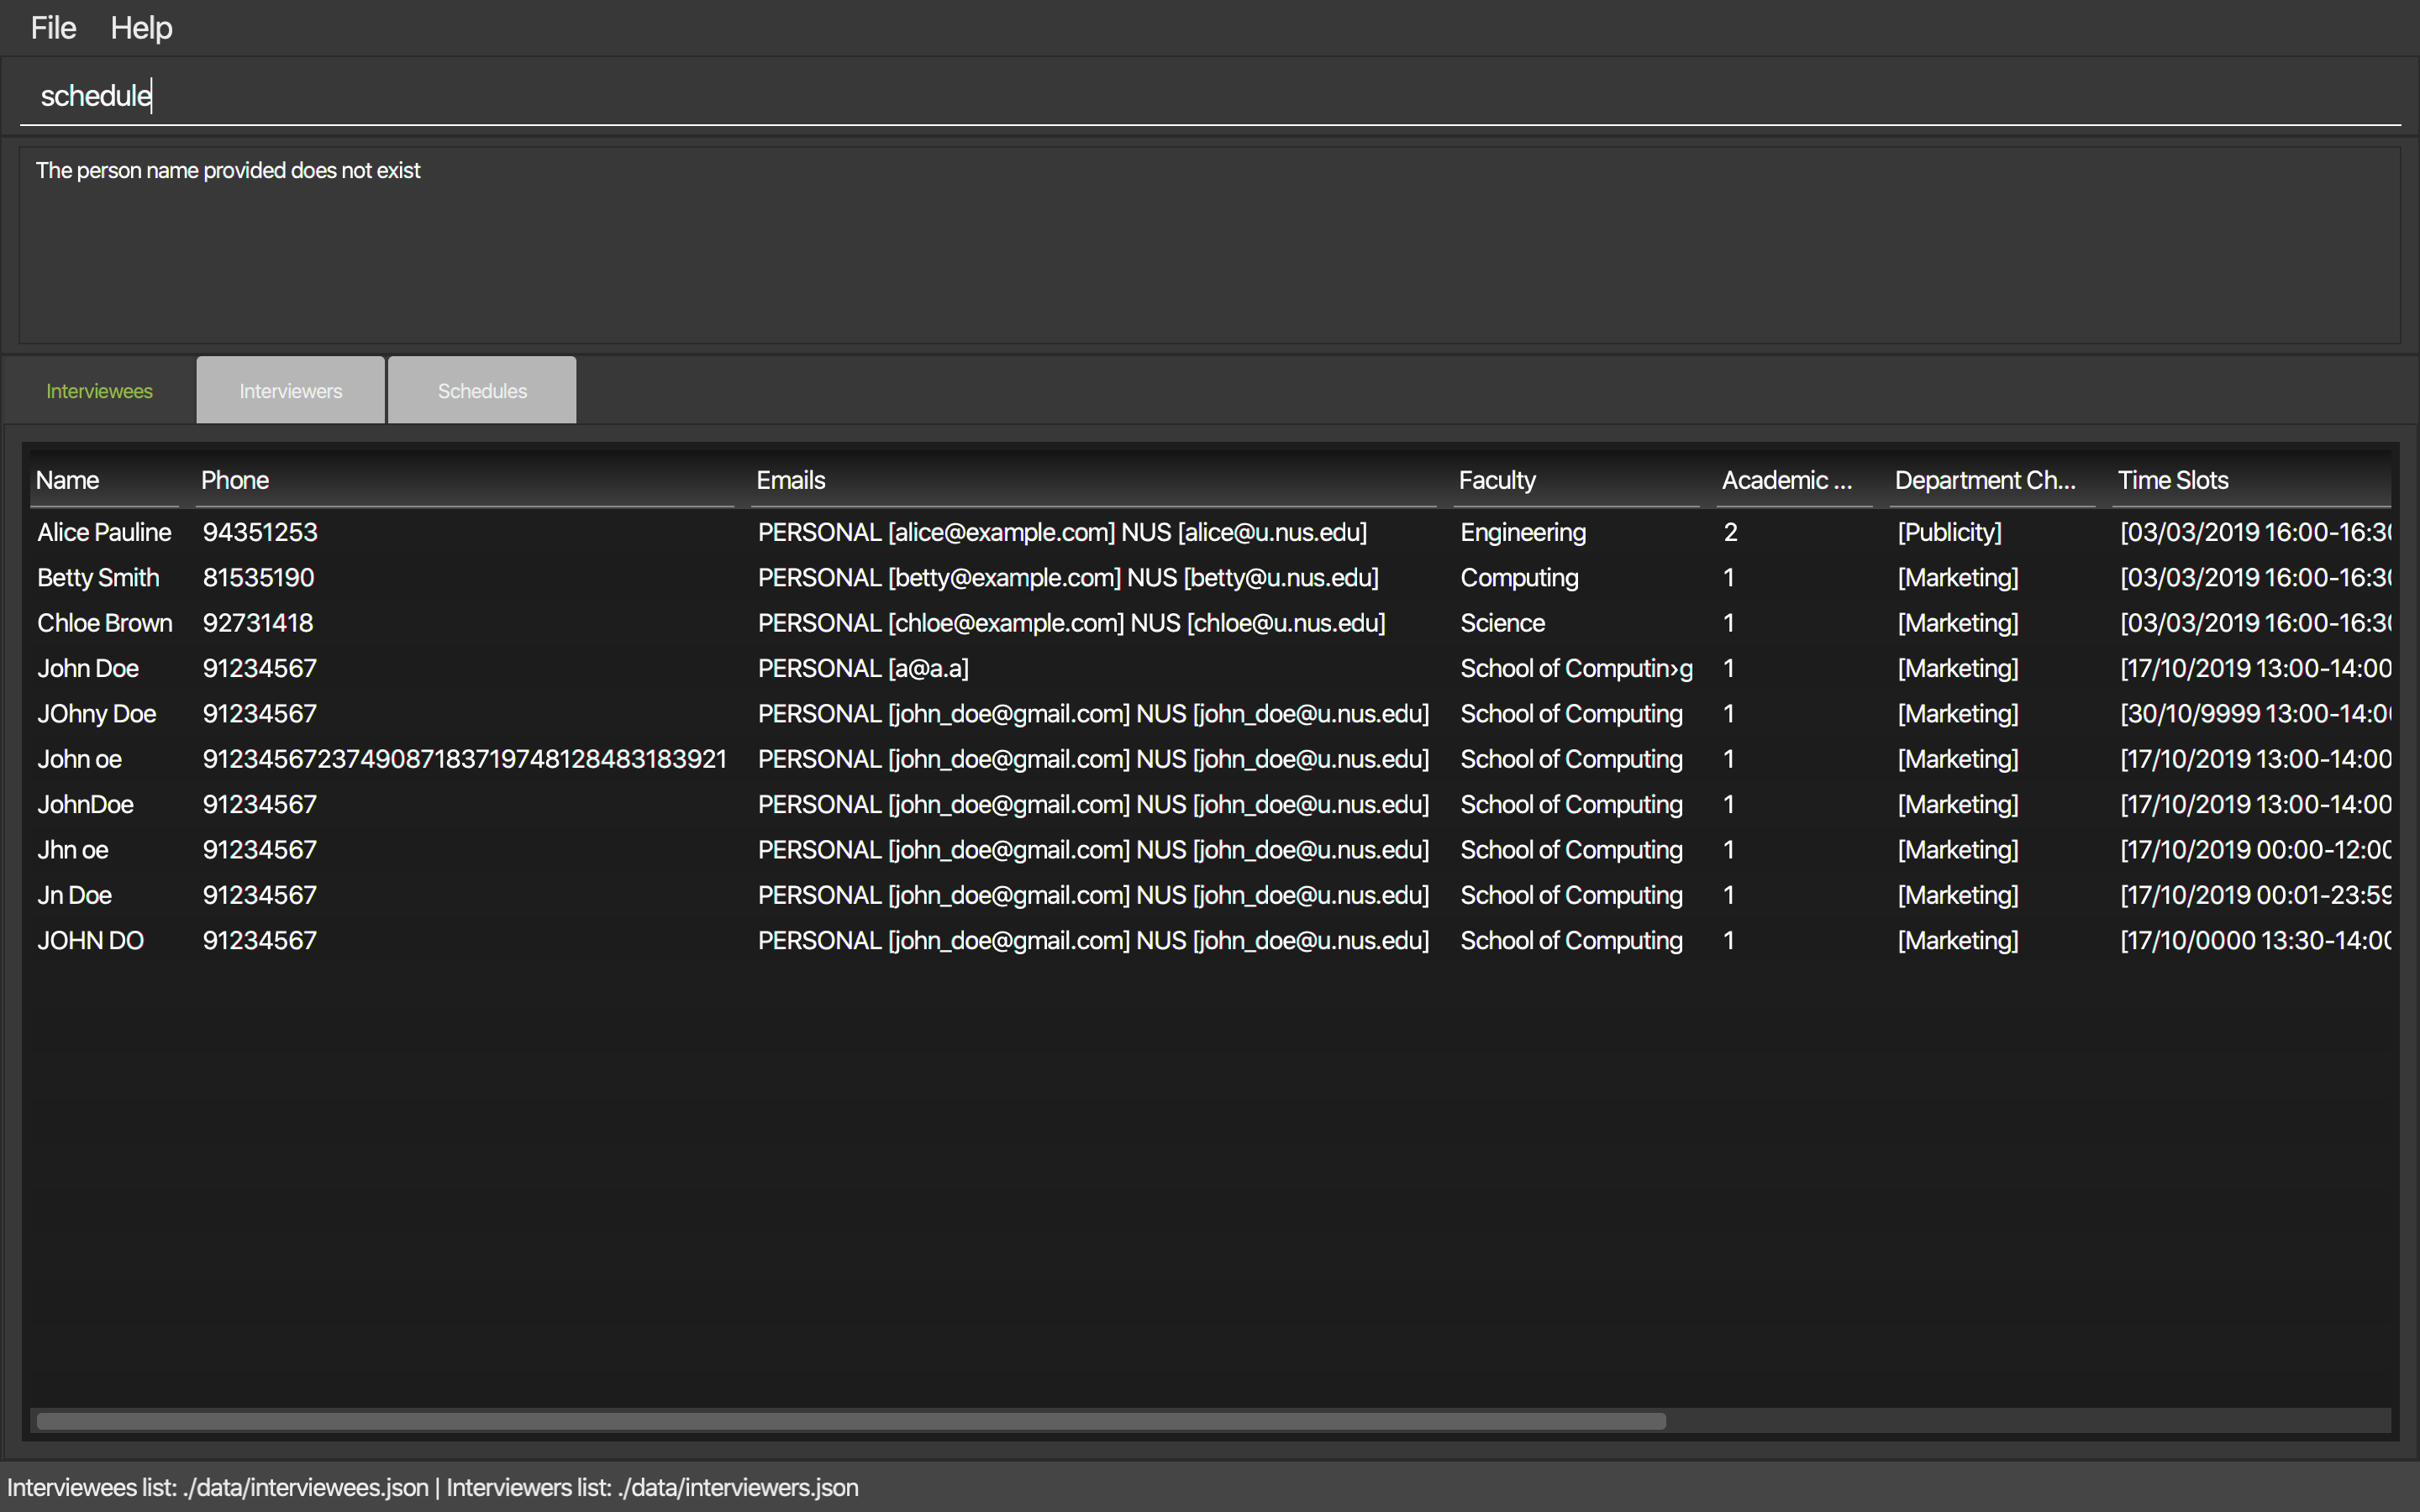 File Help
schedule
The person name provided does not exist
Interviewees Interviewers Schedules
Name Phone Emails Faculty Academic ... Department Ch... Time Slots
Alice Pauline 94351253 PERSONAL [alice@example.com] NUS [alice@u.nus.edu] Engineering 2 [Publicity] [03/03/2019 16:00-16:30
Betty Smith 81535190 PERSONAL [betty@example.com] NUS [betty@u.nus.edu] Computing 1 [Marketing] [03/03/2019 16:00-16:30
Chloe Brown 92731418 PERSONAL [chloe@example.com] NUS [chloe@u.nus.edu] Science 1 [Marketing] [03/03/2019 16:00-16:30
John Doe 91234567 PERSONAL [a@a.a] School of Computin›g 1 [Marketing] [17/10/2019 13:00-14:00
JOhny Doe 91234567 PERSONAL [john_doe@gmail.com] NUS [john_doe@u.nus.edu] School of Computing 1 [Marketing] [30/10/9999 13:00-14:00
John oe 91234567237490871837197481284831­83921 PERSONAL [john_doe@gmail.com] NUS [john_doe@u.nus.edu] School of Computing 1 [Marketing] [17/10/2019 13:00-14:00
JohnDoe 91234567 PERSONAL [john_doe@gmail.com] NUS [john_doe@u.nus.edu] School of Computing 1 [Marketing] [17/10/2019 13:00-14:00
Jhn oe 91234567 PERSONAL [john_doe@gmail.com] NUS [john_doe@u.nus.edu] School of Computing 1 [Marketing] [17/10/2019 00:00-12:00
Jn Doe 91234567 PERSONAL [john_doe@gmail.com] NUS [john_doe@u.nus.edu] School of Computing 1 [Marketing] [17/10/2019 00:01-23:59
JOHN DO 91234567 PERSONAL [john_doe@gmail.com] NUS [john_doe@u.nus.edu] School of Computing 1 [Marketing] [17/10/0000 13:30-14:00
Interviewees list: ./data/interviewees.json | Interviewers list: ./data/interviewers.json